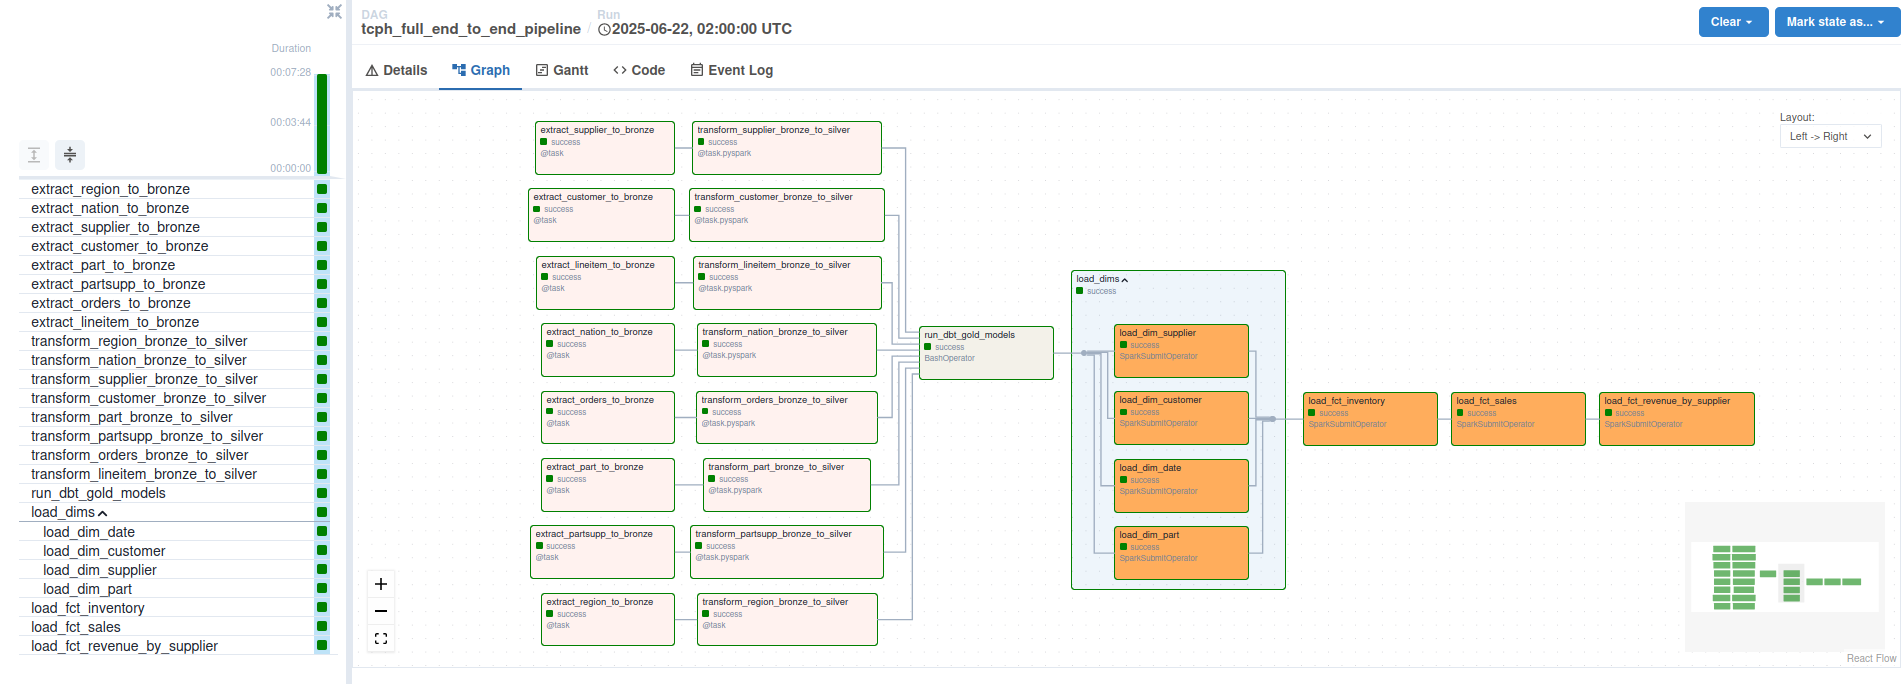 DAG
tcph_full_end_to_end_pipeline
/
Run
2025-06-22, 02:00:00 UTC
Clear
Mark state as...
Details
Graph
Gantt
Code
Event Log
Duration
00:07:28
00:03:44
00:00:00
extract_region_to_bronze
extract_nation_to_bronze
extract_supplier_to_bronze
extract_customer_to_bronze
extract_part_to_bronze
extract_partsupp_to_bronze
extract_orders_to_bronze
extract_lineitem_to_bronze
transform_region_bronze_to_silver
transform_nation_bronze_to_silver
transform_supplier_bronze_to_silver
transform_customer_bronze_to_silver
transform_part_bronze_to_silver
transform_partsupp_bronze_to_silver
transform_orders_bronze_to_silver
transform_lineitem_bronze_to_silver
run_dbt_gold_models
load_dims
load_dim_date
load_dim_customer
load_dim_supplier
load_dim_part
load_fct_inventory
load_fct_sales
load_fct_revenue_by_supplier
Layout:
Left -> Right
extract_supplier_to_bronze
success
@task
transform_supplier_bronze_to_silver
success
@task.pyspark
extract_customer_to_bronze
success
@task
transform_customer_bronze_to_silver
success
@task.pyspark
extract_lineitem_to_bronze
success
@task
transform_lineitem_bronze_to_silver
success
@task.pyspark
extract_nation_to_bronze
success
@task
transform_nation_bronze_to_silver
success
@task.pyspark
extract_orders_to_bronze
success
@task
transform_orders_bronze_to_silver
success
@task.pyspark
extract_part_to_bronze
success
@task
transform_part_bronze_to_silver
success
@task.pyspark
extract_partsupp_to_bronze
success
@task
transform_partsupp_bronze_to_silver
success
@task.pyspark
extract_region_to_bronze
success
@task
transform_region_bronze_to_silver
success
@task
run_dbt_gold_models
success
BashOperator
load_dims
success
load_dim_supplier
success
SparkSubmitOperator
load_dim_customer
success
SparkSubmitOperator
load_dim_date
success
SparkSubmitOperator
load_dim_part
success
SparkSubmitOperator
load_fct_inventory
success
SparkSubmitOperator
load_fct_sales
success
SparkSubmitOperator
load_fct_revenue_by_supplier
success
SparkSubmitOperator
React Flow